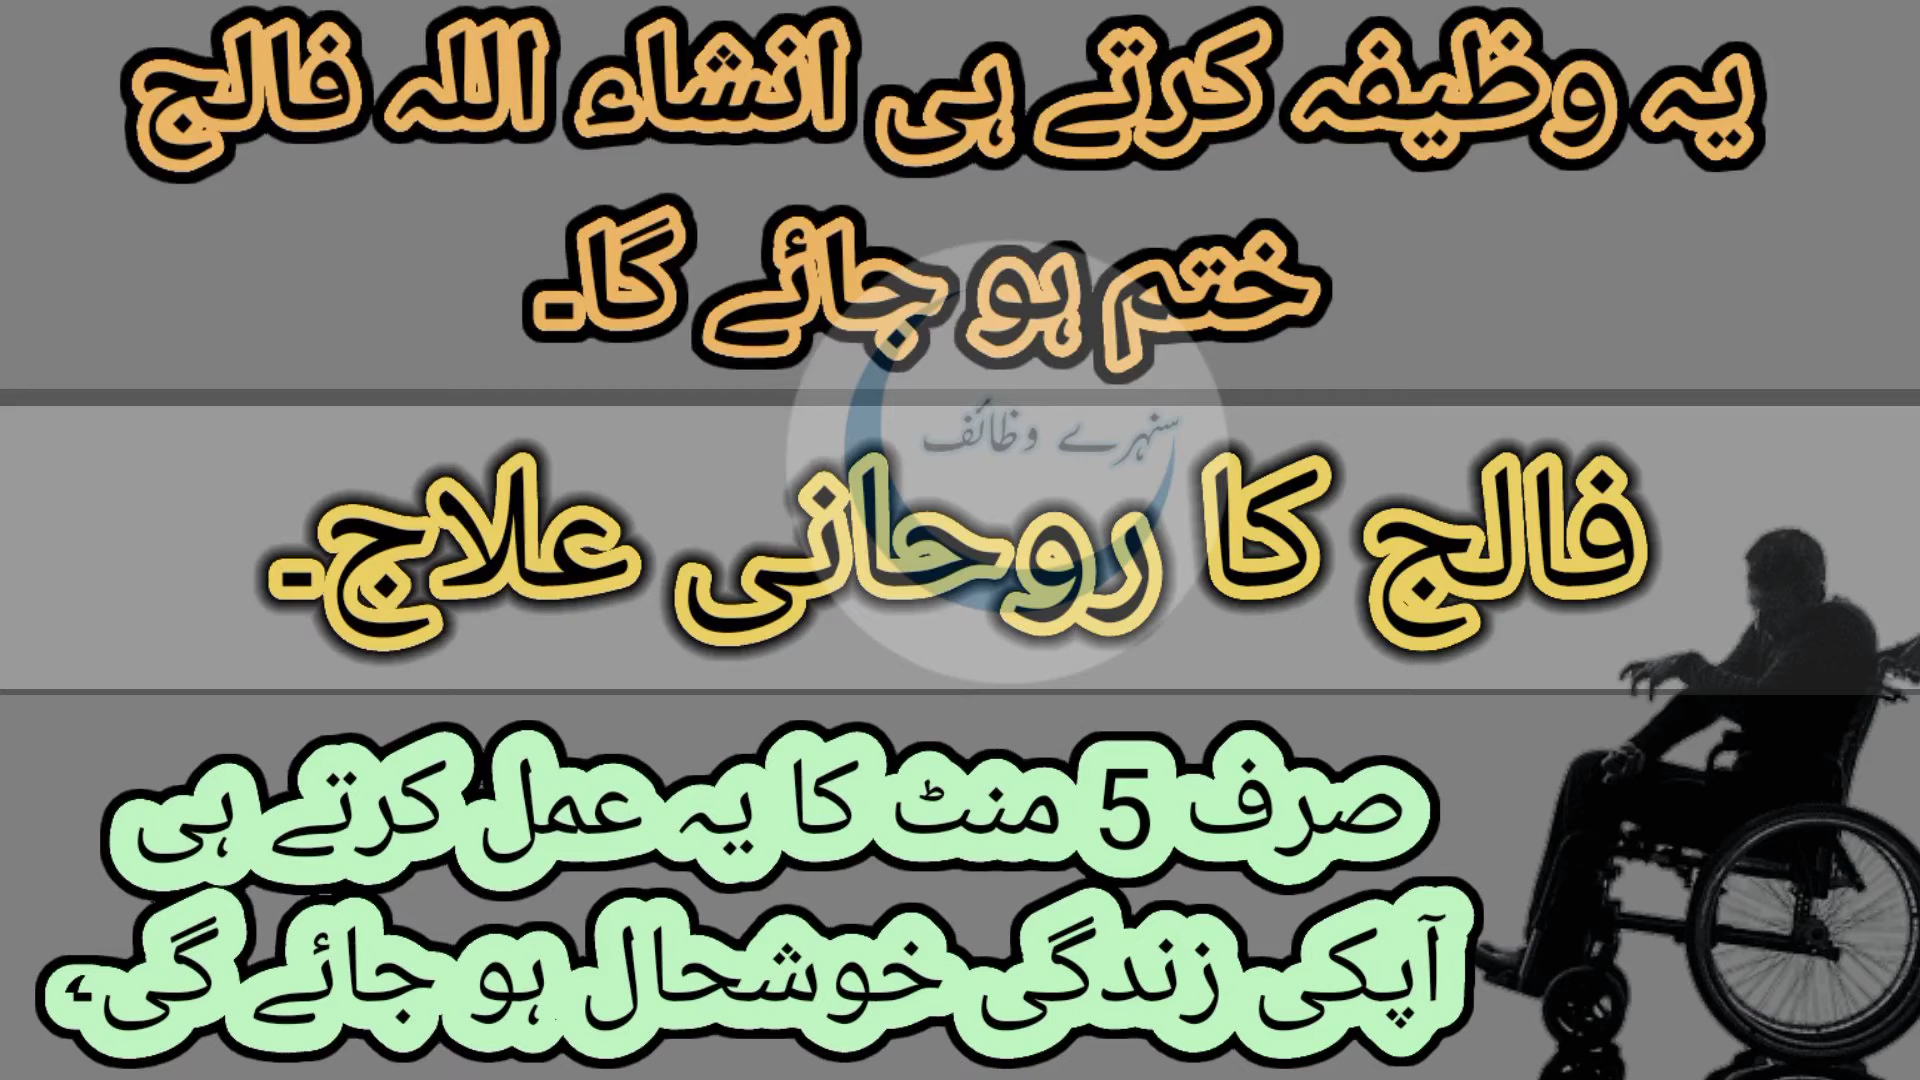 یہ وظیفہ کرتے ہی انشاء اللہ فالج
ختم ہو جائے گا۔
سنہرے وظائف
فالج کا روحانی علاج۔
صرف 5 منٹ کا یہ عمل کرتے ہی
آپکی زندگی خوشحال ہو جائے گی،